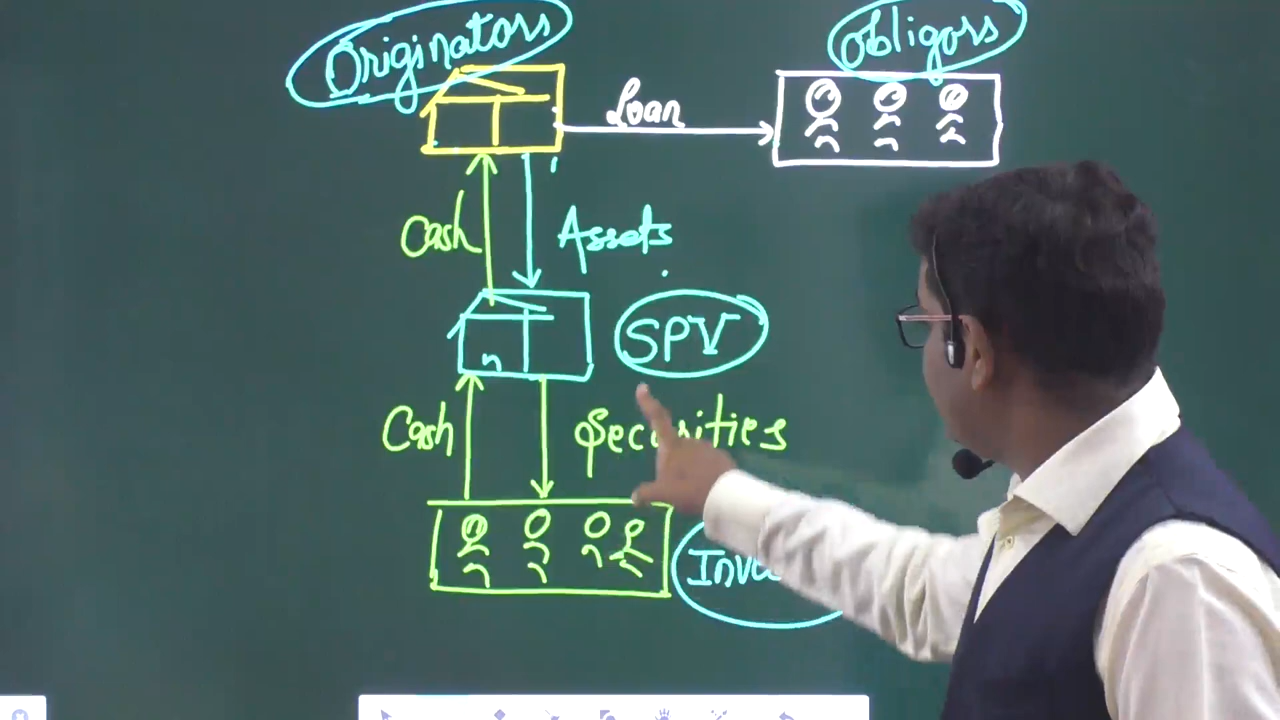 Originators
Obligors
Loan
Cash
Assets
SPV
Cash
Securities